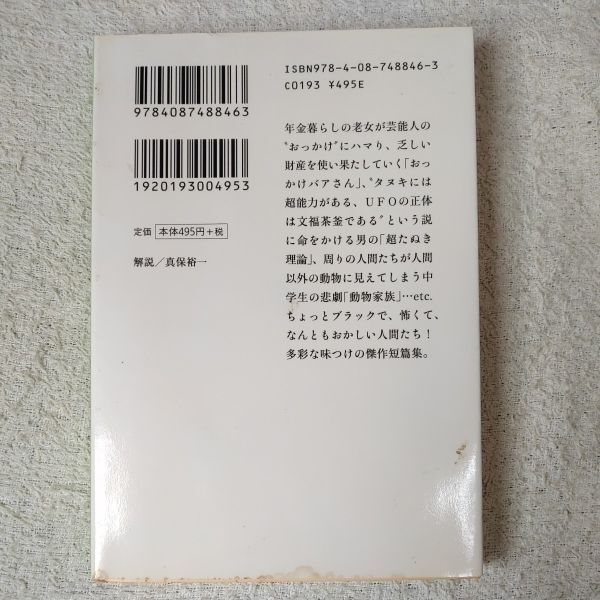 9784087488463
1920193004953
定価 本体495円+税
解説／真保裕一
ISBN978-4-08-748846-3
C0193 ¥495E
年金暮らしの老女が芸能人の
〝おっかけ〟にハマり、乏しい
財産を使い果たしていく「おっ
かけバアさん」、〝タヌキには
超能力がある、ＵＦＯの正体
は文福茶釜である〟という説
に命をかける男の「超たぬき
理論」、周りの人間たちが人間
以外の動物に見えてしまう中
学生の悲劇「動物家族」…etc.
ちょっとブラックで、怖くて、
なんともおかしい人間たち！
多彩な味つけの傑作短篇集。